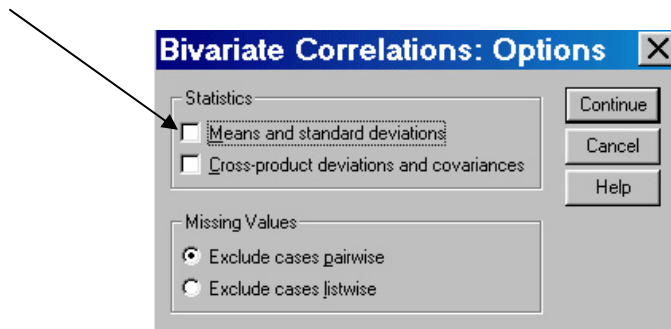 Bivariate Correlations: Options
Statistics
Means and standard deviations
Cross-product deviations and covariances
Missing Values
Exclude cases pairwise
Exclude cases listwise
Continue
Cancel
Help